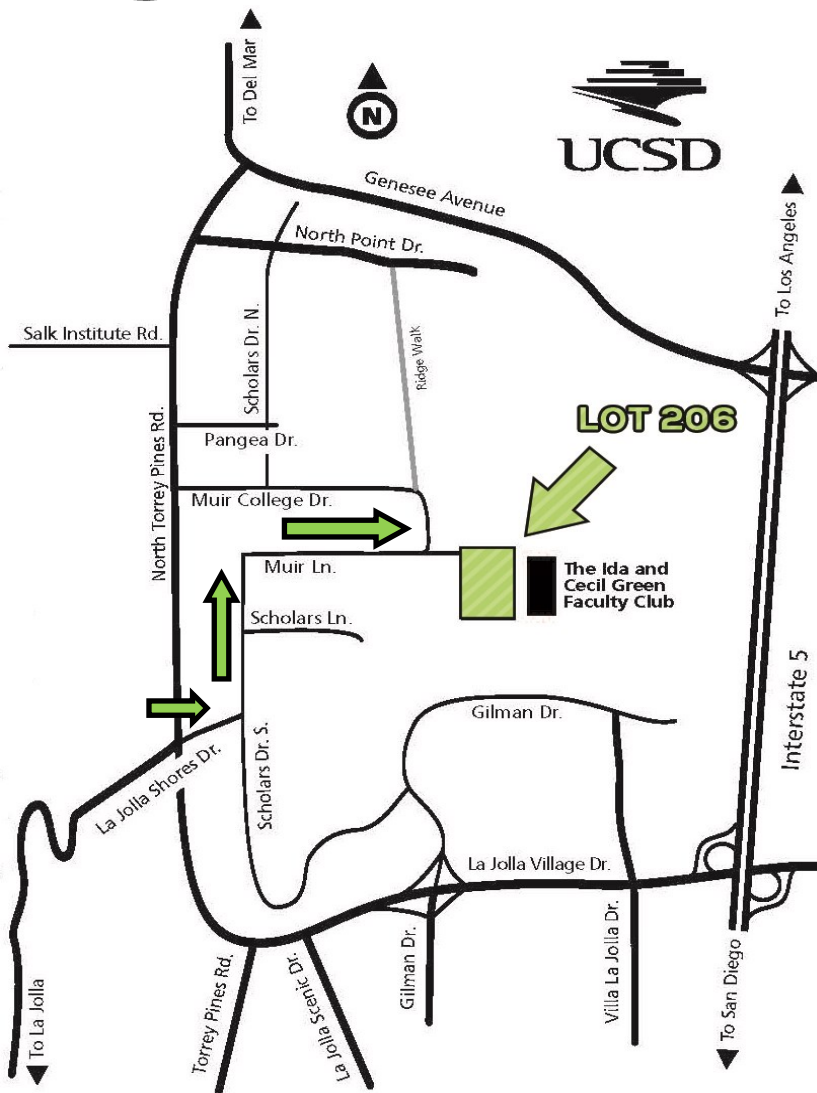 To Del Mar
N
UCSD
Genesee Avenue
North Point Dr.
To Los Angeles
Salk Institute Rd.
Scholars Dr. N.
Ridge Walk
LOT 206
Pangea Dr.
North Torrey Pines Rd.
Muir College Dr.
Muir Ln.
The Ida and
Cecil Green
Faculty Club
Scholars Ln.
Interstate 5
Gilman Dr.
La Jolla Shores Dr.
Scholars Dr. S.
La Jolla Village Dr.
To La Jolla
Torrey Pines Rd.
La Jolla Scenic Dr.
Gilman Dr.
Villa La Jolla Dr.
To San Diego